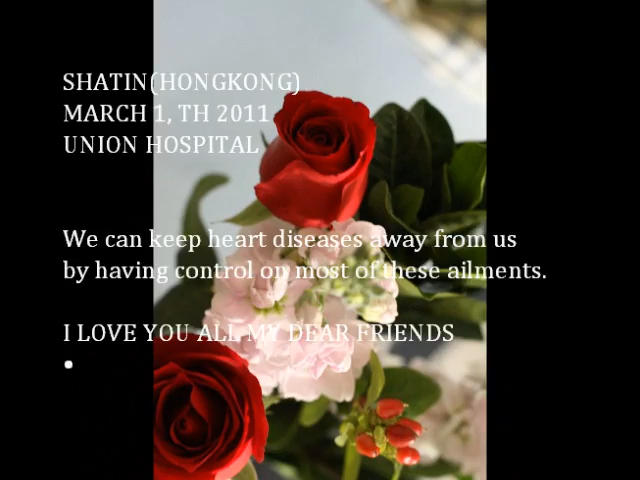 SHATIN(HONGKONG)
MARCH 1, TH 2011
UNION HOSPITAL
We can keep heart diseases away from us
by having control on most of these ailments.
I LOVE YOU ALL MY DEAR FRIENDS